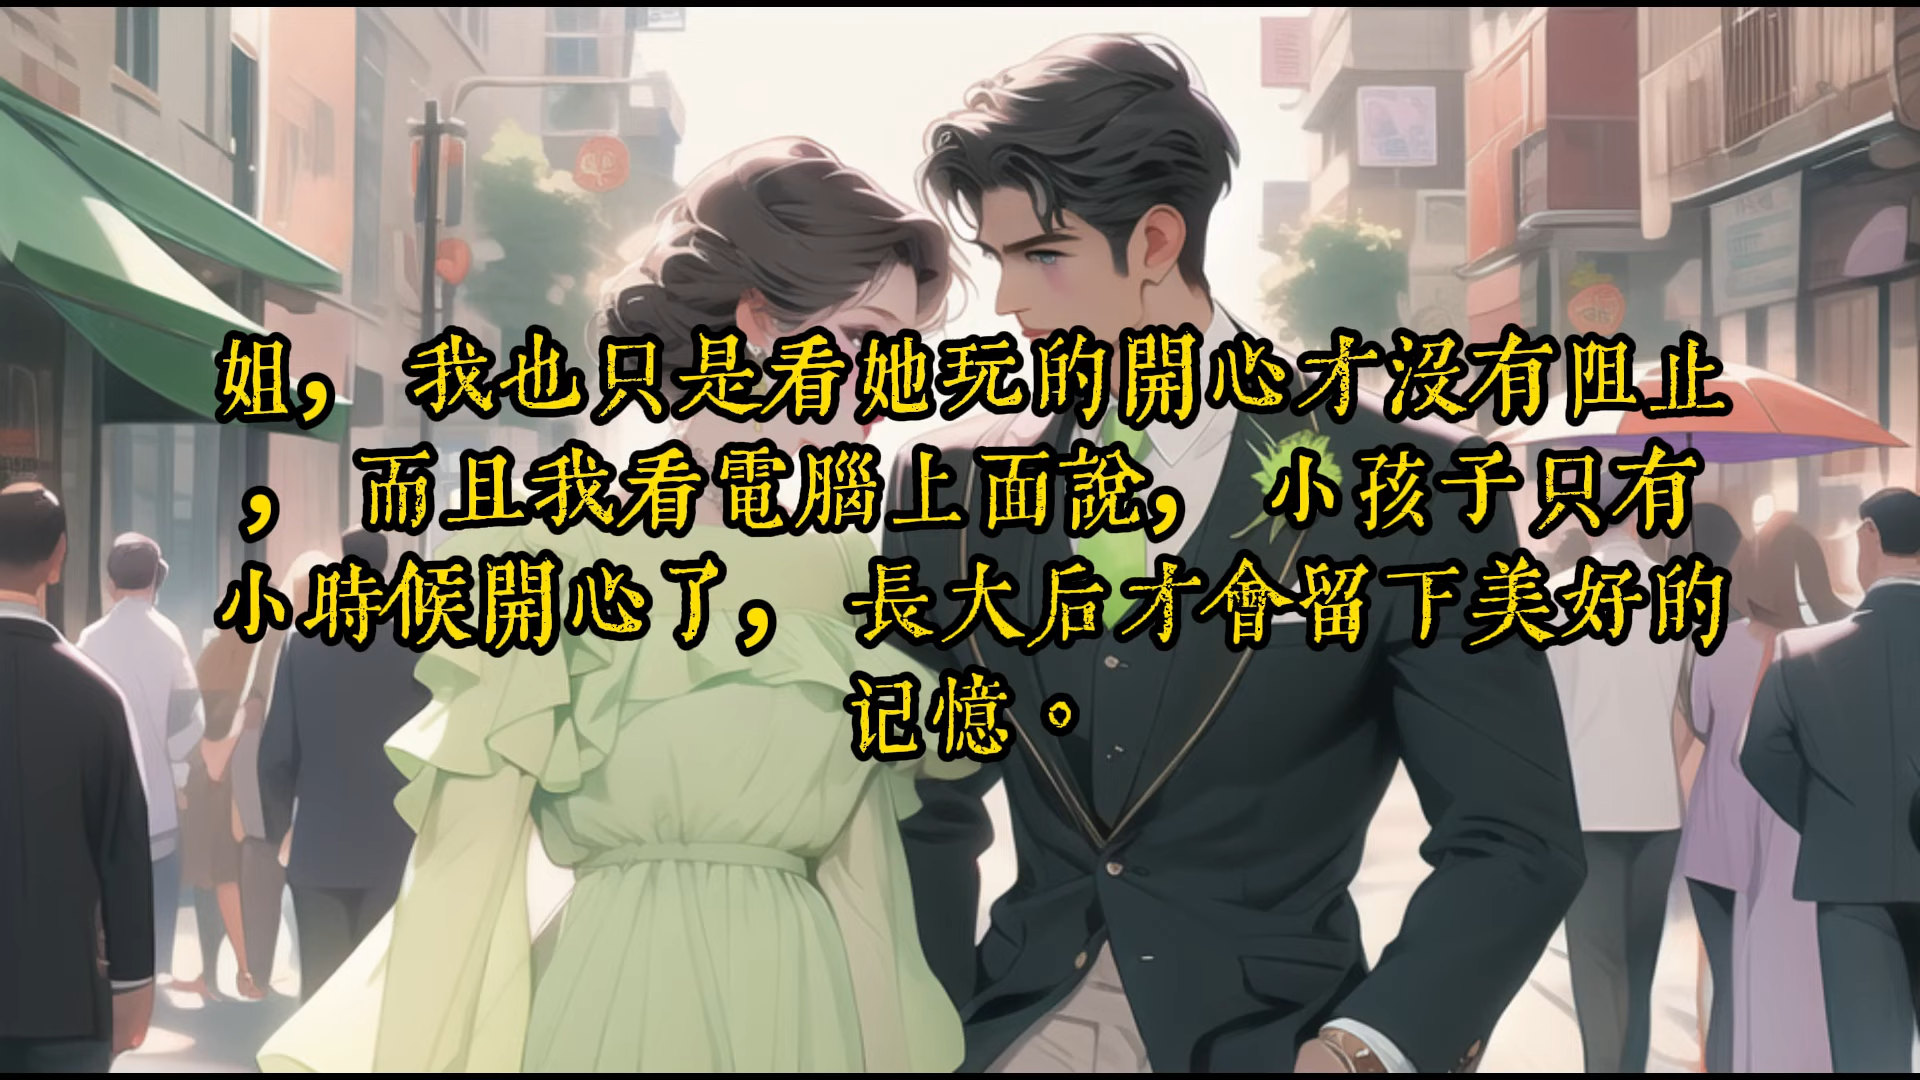 姐， 我也只是看她玩的開心才沒有阻止
， 而且我看電腦上面說， 小孩子只有
小時候開心了， 長大后才會留下美好的
记憶。